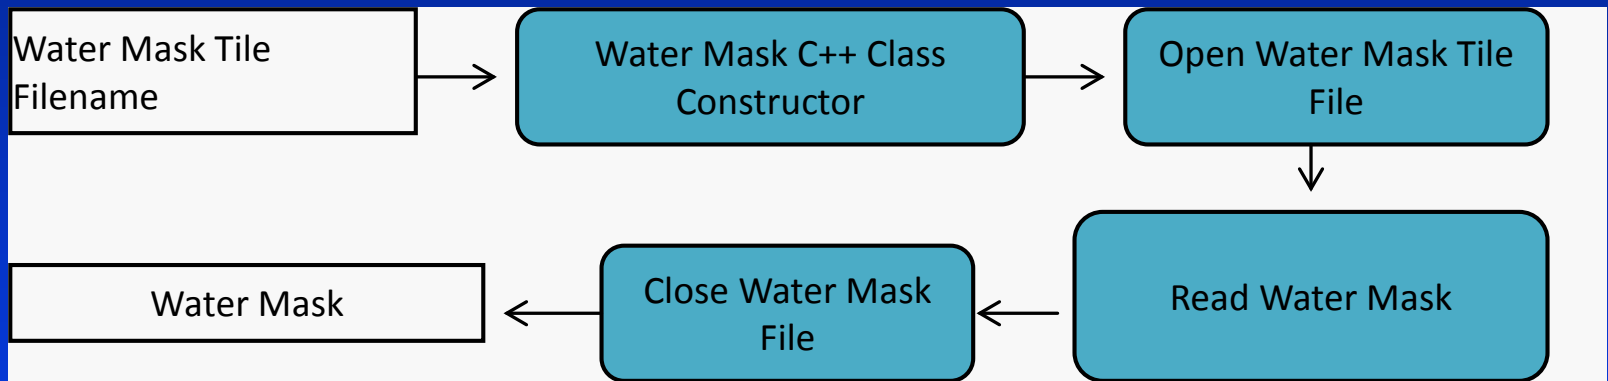 Water Mask Tile
Filename
Water Mask C++ Class
Constructor
Open Water Mask Tile
File
Read Water Mask
Close Water Mask
File
Water Mask